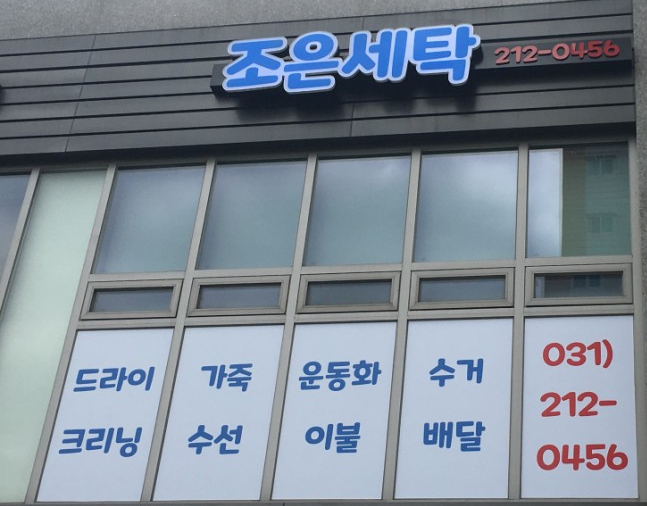 조은세탁 212-0456
드라이 크리닝
가죽 수선
운동화 이불
수거 배달
031) 212-0456